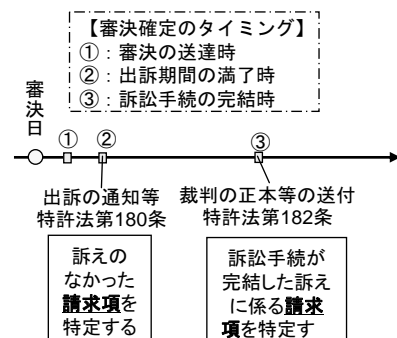 【審決確定のタイミング】
①：審決の送達時
②：出訴期間の満了時
③：訴訟手続の完結時
審決日
①
②
③
出訴の通知等
特許法第180条
裁判の正本等の送付
特許法第182条
訴えの
なかった
請求項を
特定する
訴訟手続が
完結した訴え
に係る請求
項を特定す